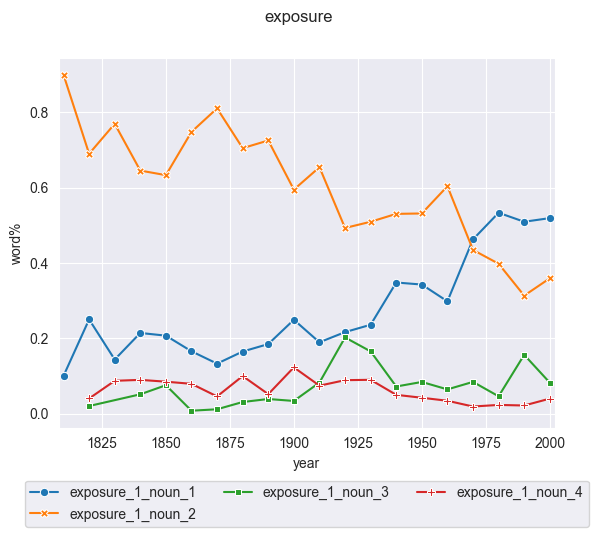 exposure
0.8
0.6
0.4
0.2
0.0
word%
1825 1850 1875 1900 1925 1950 1975 2000
year
exposure_1_noun_1 exposure_1_noun_3 exposure_1_noun_4
exposure_1_noun_2